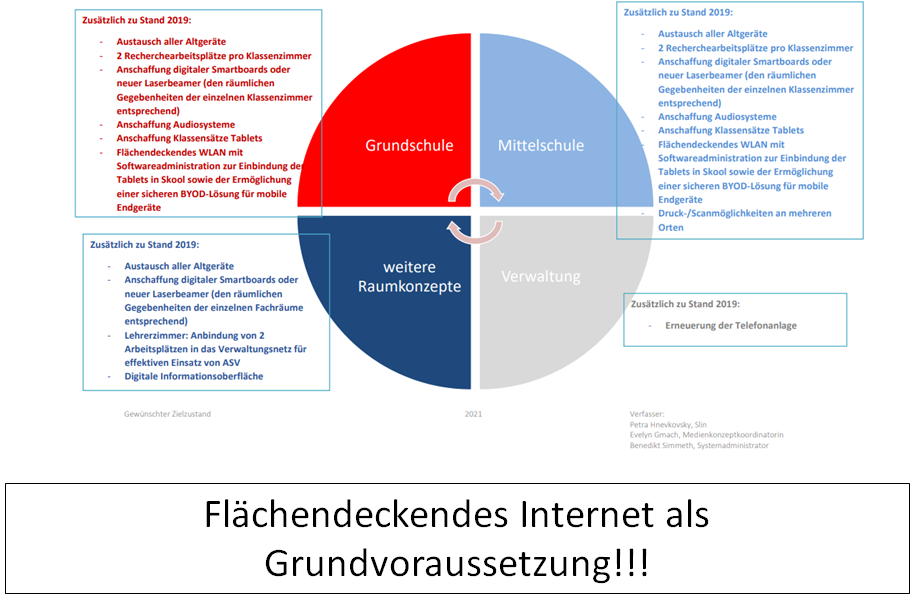 Zusätzlich zu Stand 2019:
- Austausch aller Altgeräte
- 2 Recherchearbeitsplätze pro Klassenzimmer
- Anschaffung digitaler Smartboards oder
neuer Laserbeamer (den räumlichen
Gegebenheiten der einzelnen Klassenzimmer
entsprechend)
- Anschaffung Audiosysteme
- Anschaffung Klassensätze Tablets
- Flächendeckendes WLAN mit
Softwareadministration zur Einbindung der
Tablets in Skool sowie der Ermöglichung
einer sicheren BYOD-Lösung für mobile
Endgeräte
Zusätzlich zu Stand 2019:
- Austausch aller Altgeräte
- 2 Recherchearbeitsplätze pro Klassenzimmer
- Anschaffung digitaler Smartboards oder
neuer Laserbeamer (den räumlichen
Gegebenheiten der einzelnen Klassenzimmer
entsprechend)
- Anschaffung Audiosysteme
- Anschaffung Klassensätze Tablets
- Flächendeckendes WLAN mit
Softwareadministration zur Einbindung der
Tablets in Skool sowie der Ermöglichung
einer sicheren BYOD-Lösung für mobile
Endgeräte
- Druck-/Scanmöglichkeiten an mehreren
Orten
Grundschule
Mittelschule
weitere
Raumkonzepte
Verwaltung
Zusätzlich zu Stand 2019:
- Austausch aller Altgeräte
- Anschaffung digitaler Smartboards oder
neuer Laserbeamer (den räumlichen
Gegebenheiten der einzelnen Fachräume
entsprechend)
- Lehrerzimmer: Anbindung von 2
Arbeitsplätzen in das Verwaltungsnetz für
effektiven Einsatz von ASV
- Digitale Informationsoberfläche
Zusätzlich zu Stand 2019:
- Erneuerung der Telefonanlage
Gewünschter Zielzustand
2021
Verfasser:
Petra Hnevkovsky, Slin
Evelyn Gmach, Medienkonzeptkoordinatorin
Benedikt Simmeth, Systemadministrator
Flächendeckendes Internet als
Grundvoraussetzung!!!